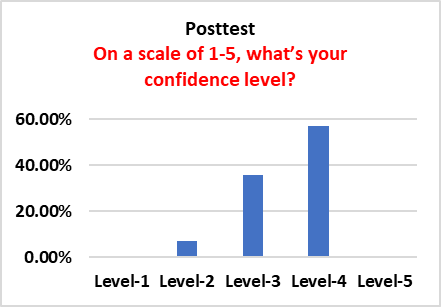 Posttest
On a scale of 1-5, what’s your
confidence level?
60.00%
40.00%
20.00%
0.00%
Level-1 Level-2 Level-3 Level-4 Level-5